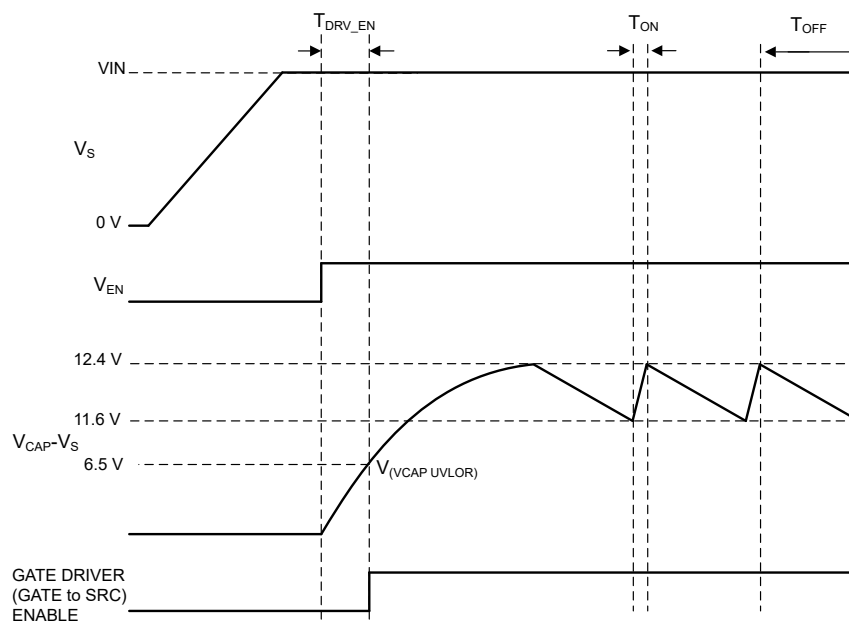 T_DRV_EN
T_ON
T_OFF
VIN
V_S
0 V
V_EN
12.4 V
11.6 V
V_CAP-V_S
6.5 V
V_(VCAP UVLOR)
GATE DRIVER
(GATE to SRC)
ENABLE